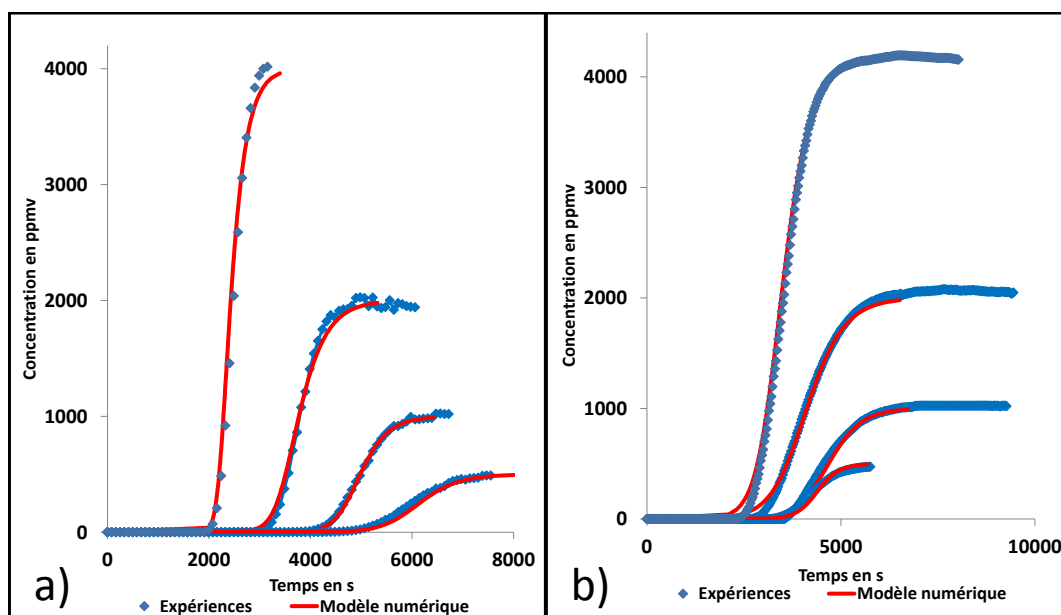 4000
3000
2000
1000
0
0
2000
4000
6000
8000
Concentration en ppmv
Temps en s
a)
Expériences
Modèle numérique
4000
3000
2000
1000
0
0
5000
10000
Concentration en ppmv
Temps en s
b)
Expériences
Modèle numérique